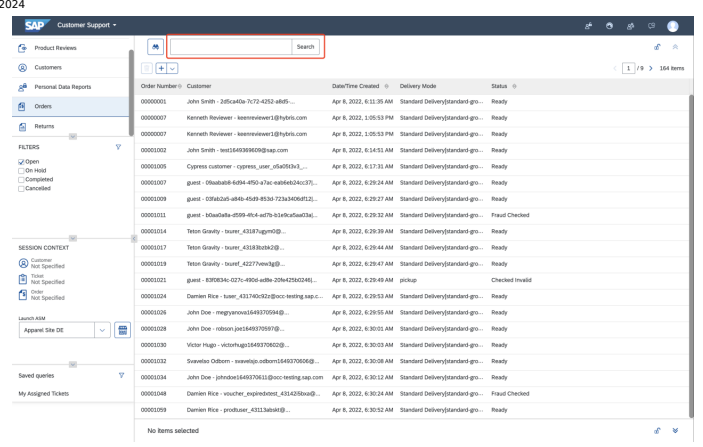 2024
SAP Customer Support
Product Reviews
Customers
Personal Data Reports
Orders
Returns
FILTERS
Open
On Hold
Completed
Cancelled
SESSION CONTEXT
Customer
Not Specified
Ticket
Not Specified
Order
Not Specified
Launch ASM
Apparel Site DE
Saved queries
My Assigned Tickets
Search
1 / 9 > 164 items
Order Number Customer Date/Time Created Delivery Mode Status
00000001 John Smith - 2d5ca40a-7c72-4252-a8d5-... Apr 8, 2022, 6:11:35 AM Standard Delivery[standard-gro... Ready
00000007 Kenneth Reviewer - keenreviewer1@hybris.com Apr 8, 2022, 1:05:53 PM Standard Delivery[standard-gro... Ready
00000007 Kenneth Reviewer - keenreviewer1@hybris.com Apr 8, 2022, 1:05:53 PM Standard Delivery[standard-gro... Ready
00001002 John Smith - test1649369609@sap.com Apr 8, 2022, 6:14:51 AM Standard Delivery[standard-gro... Ready
00001005 Cypress customer - cypress_user_o5a05t3v3_... Apr 8, 2022, 6:17:31 AM Standard Delivery[standard-gro... Ready
00001007 guest - 09aabab8-6d94-4f50-a7ac-eab6eb24cc37|... Apr 8, 2022, 6:29:24 AM Standard Delivery[standard-gro... Ready
00001009 guest - 03fab2a5-a84b-45d9-853d-723a3406df12|... Apr 8, 2022, 6:29:27 AM Standard Delivery[standard-gro... Ready
00001011 guest - b0aa0a8a-d599-4fc4-ad7b-b1e9ca5aa03a|... Apr 8, 2022, 6:29:32 AM Standard Delivery[standard-gro... Fraud Checked
00001014 Teton Gravity - txurer_43187ugym0@... Apr 8, 2022, 6:29:39 AM Standard Delivery[standard-gro... Ready
00001017 Teton Gravity - txurer_43183bzbk2@... Apr 8, 2022, 6:29:44 AM Standard Delivery[standard-gro... Ready
00001019 Teton Gravity - txuref_42277vew3g@... Apr 8, 2022, 6:29:47 AM Standard Delivery[standard-gro... Ready
00001021 guest - 83f0834c-027c-490d-ad8e-20fe425b0246|... Apr 8, 2022, 6:29:49 AM pickup Checked Invalid
00001024 Damien Rice - tuser_431740c92z@occ-testing.sap.c... Apr 8, 2022, 6:29:53 AM Standard Delivery[standard-gro... Ready
00001026 John Doe - megryanova1649370594@... Apr 8, 2022, 6:29:55 AM Standard Delivery[standard-gro... Ready
00001028 John Doe - robson.joe1649370597@... Apr 8, 2022, 6:30:01 AM Standard Delivery[standard-gro... Ready
00001030 Victor Hugo - victorhugo1649370602@... Apr 8, 2022, 6:30:03 AM Standard Delivery[standard-gro... Ready
00001032 Svavelso Odborn - svavelsjo.odborn1649370606@... Apr 8, 2022, 6:30:08 AM Standard Delivery[standard-gro... Ready
00001034 John Doe - johndoe1649370611@occ-testing.sap.com Apr 8, 2022, 6:30:12 AM Standard Delivery[standard-gro... Ready
00001048 Damien Rice - voucher_expiredxtest_43142i5bxa@... Apr 8, 2022, 6:30:24 AM Standard Delivery[standard-gro... Fraud Checked
00001059 Damien Rice - prodtuser_43113abskt@... Apr 8, 2022, 6:30:52 AM Standard Delivery[standard-gro... Ready
No items selected